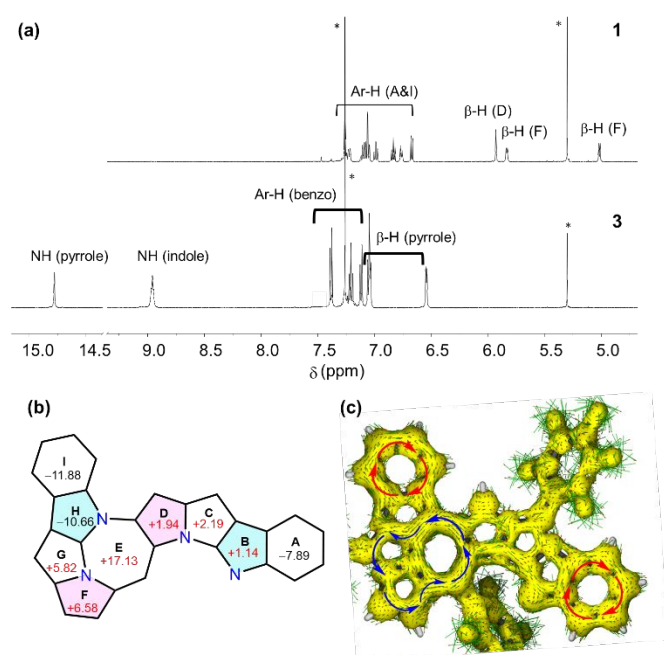 (a)
*
*
1
Ar-H (A&I)
β-H (D)
β-H (F)
β-H (F)
*
Ar-H (benzo)
3
NH (pyrrole)
NH (indole)
β-H (pyrrole)
*
15.0 14.5 9.0 8.5 8.0 7.5 7.0 6.5 6.0 5.5 5.0
δ (ppm)
(b)
(c)
I
−11.88
H
−10.66
N
D
+1.94
C
+2.19
G
+5.82
E
+17.13
N
B
+1.14
A
−7.89
N
N
F
+6.58